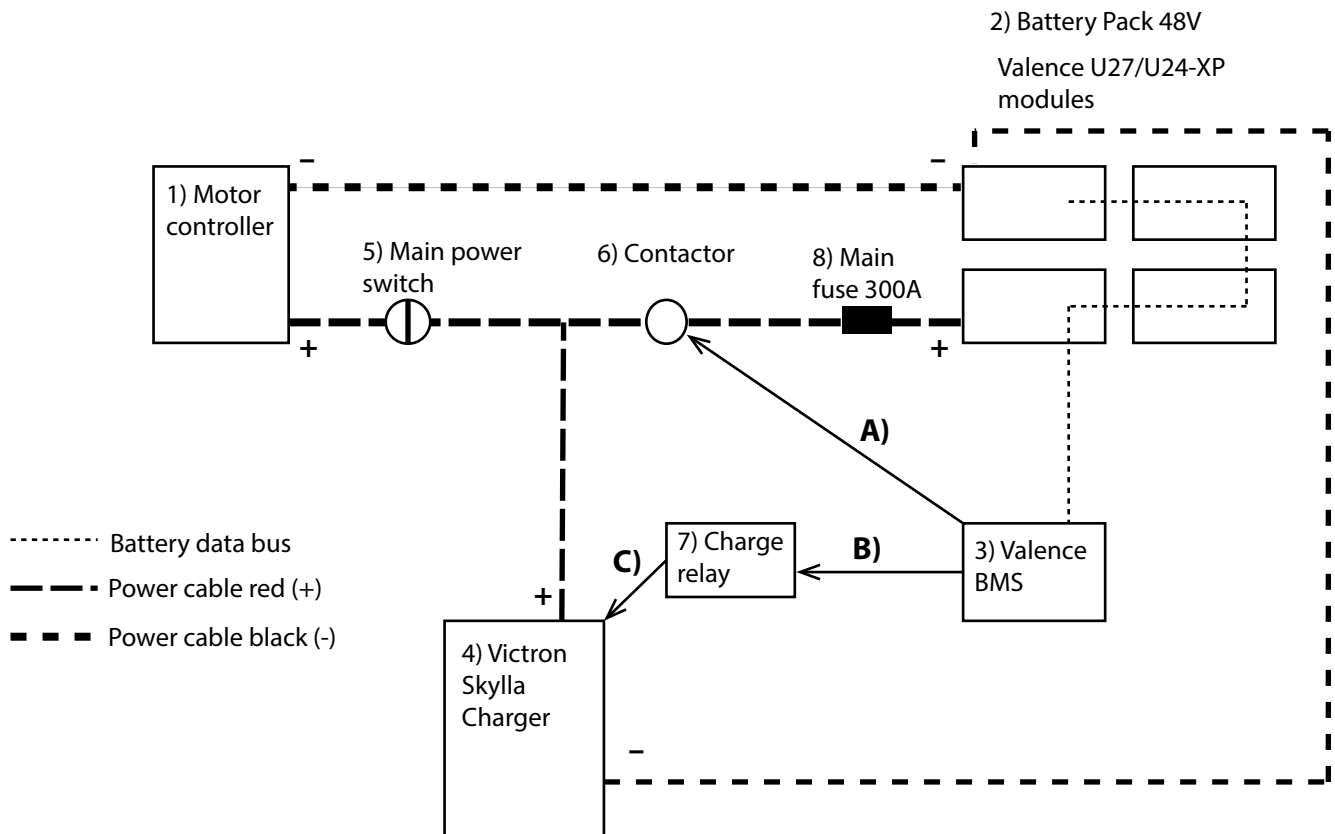 2) Battery Pack 48V
Valence U27/U24-XP
modules
–
–
1) Motor
controller
5) Main power
switch
6) Contactor
8) Main
fuse 300A
+
+
A)
Battery data bus
Power cable red (+)
Power cable black (-)
7) Charge
relay
B)
C)
3) Valence
BMS
+
4) Victron
Skylla
Charger
–